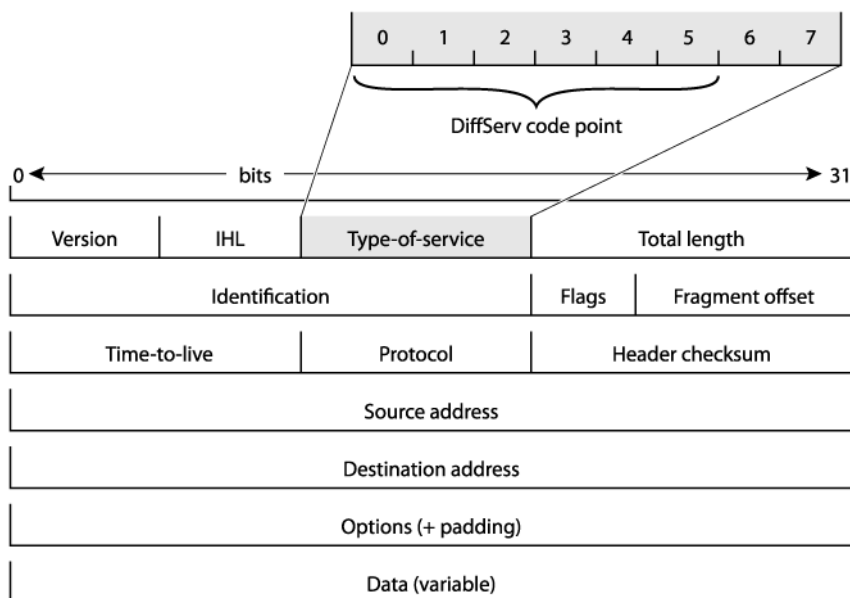 0 1 2 3 4 5 6 7
DiffServ code point
0 bits 31
Version IHL Type-of-service Total length
Identification Flags Fragment offset
Time-to-live Protocol Header checksum
Source address
Destination address
Options (+ padding)
Data (variable)